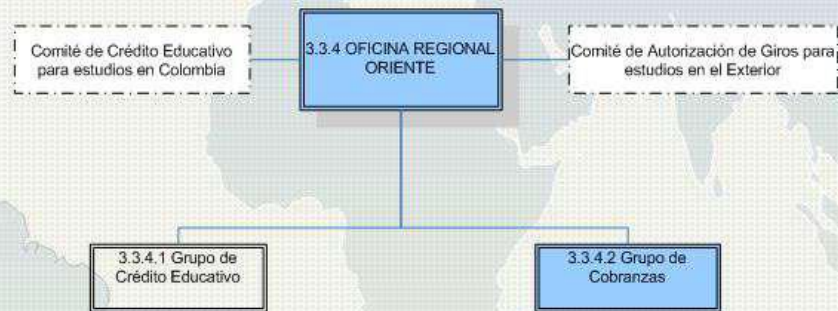 Comité de Crédito Educativo
para estudios en Colombia
3.3.4 OFICINA REGIONAL
ORIENTE
Comité de Autorización de Giros para
estudios en el Exterior
3.3.4.1 Grupo de
Crédito Educativo
3.3.4.2 Grupo de
Cobranzas